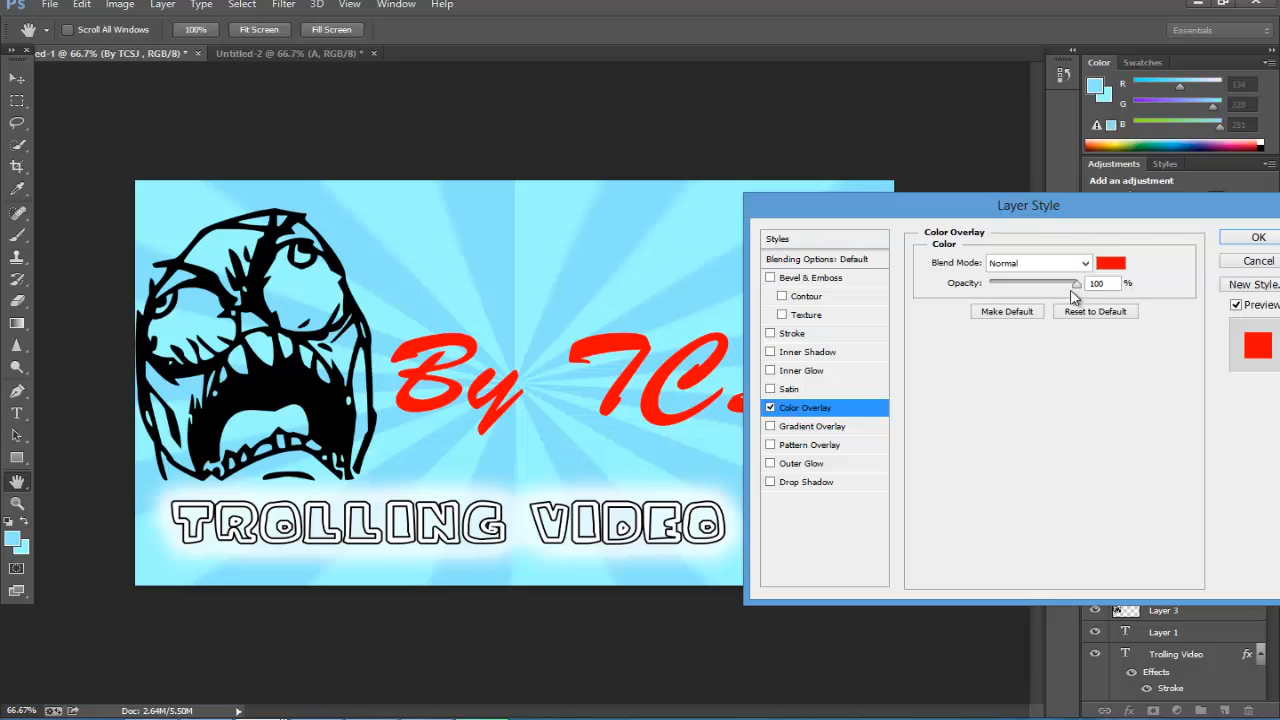 Ps File Edit Image Layer Type Select Filter 3D View Window Help
Scroll All Windows 100% Fit Screen Fill Screen Essentials
ed-1 @ 66.7% (By TCSJ , RGB/8) * × Untitled-2 @ 66.7% (A, RGB/8) * ×
Color Swatches
R 134
G 229
B 251
Adjustments Styles
Add an adjustment
Layer Style
Styles
Blending Options: Default
Bevel & Emboss
Contour
Texture
Stroke
Inner Shadow
Inner Glow
Satin
Color Overlay
Gradient Overlay
Pattern Overlay
Outer Glow
Drop Shadow
Color Overlay
Color
Blend Mode: Normal
Opacity: 100 %
Make Default Reset to Default
OK
Cancel
New Style..
Preview
By TC
TROLLING VIDEO
Layer 3
T Layer 1
T Trolling Video fx
Effects
Stroke
66.67% Doc: 2.64M/5.50M